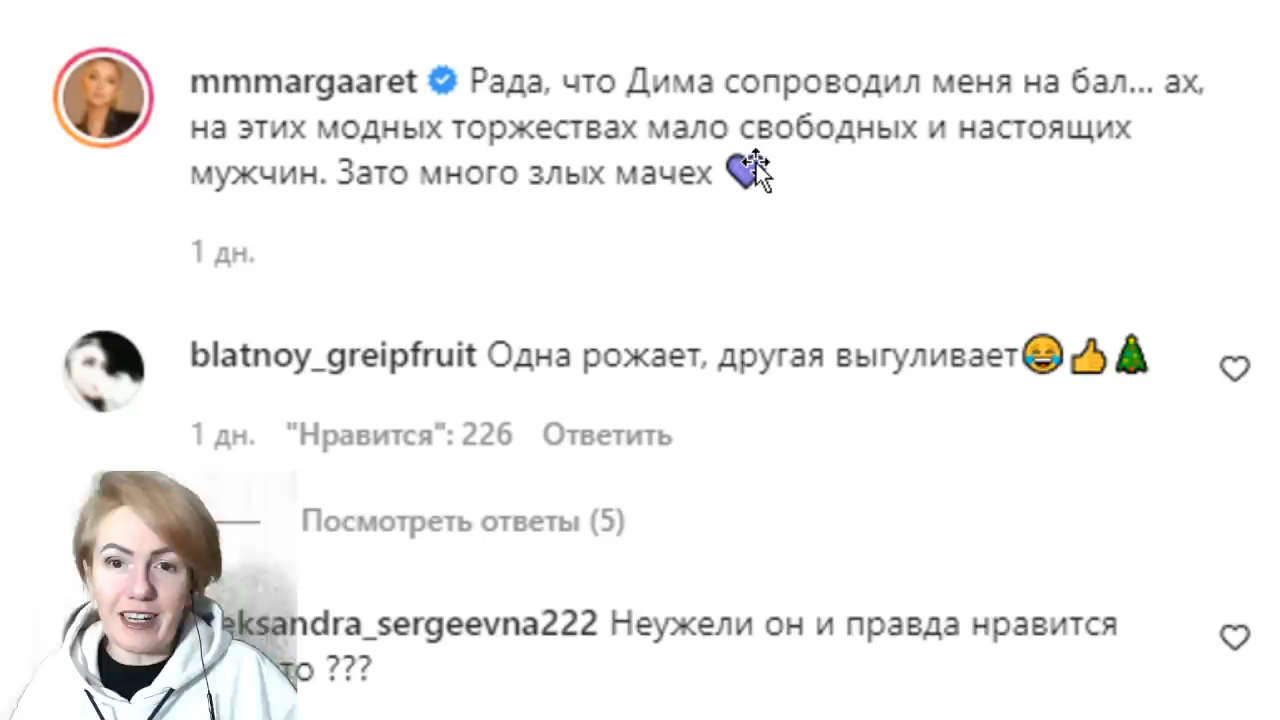 mmmargaaret Рада, что Дима сопроводил меня на бал... ах,
на этих модных торжествах мало свободных и настоящих
мужчин. Зато много злых мачех
1 дн.
blatnoy_greipfruit Одна рожает, другая выгуливает
1 дн. "Нравится": 226 Ответить
Посмотреть ответы (5)
Неужели он и правда нравится
???